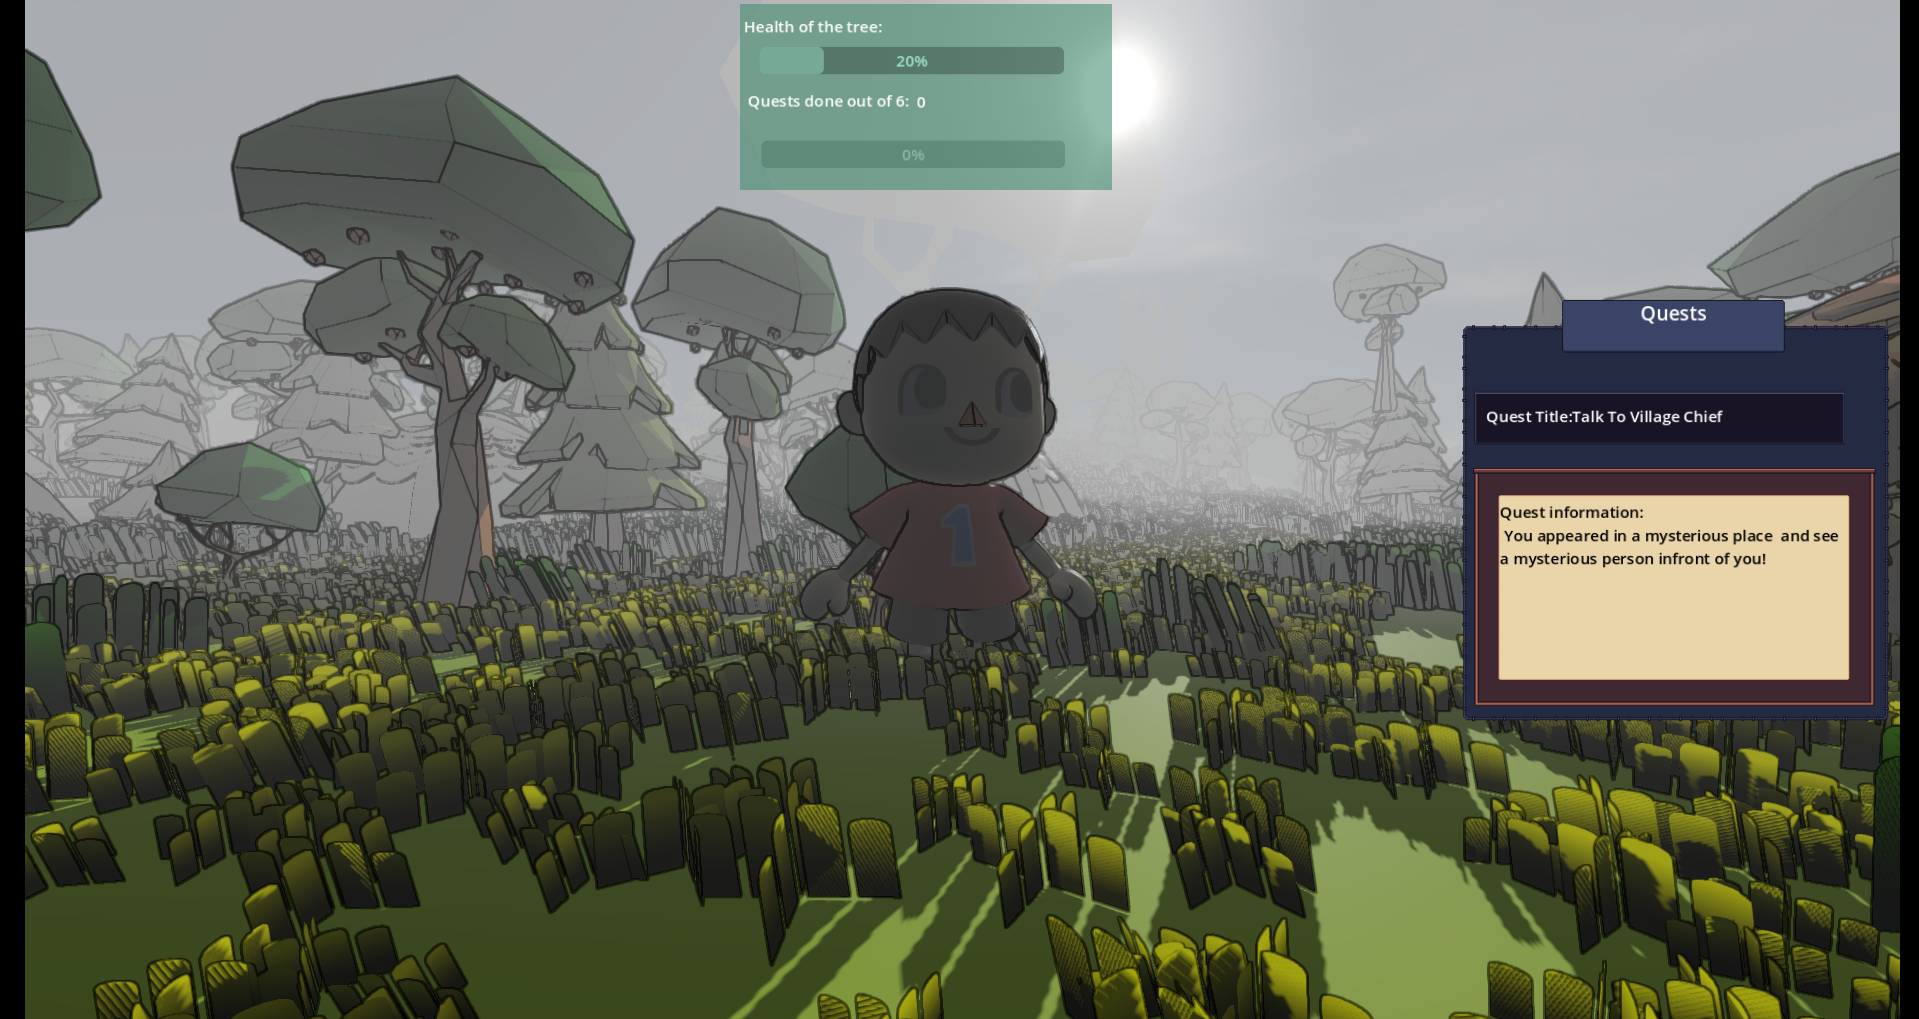 Health of the tree:
20%
Quests done out of 6: 0
0%
Quests
Quest Title:Talk To Village Chief
Quest information:
You appeared in a mysterious place and see
a mysterious person infront of you!
1